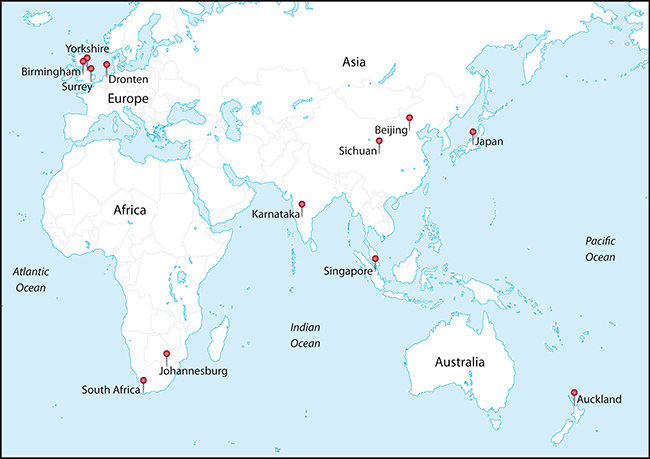 Yorkshire
Birmingham
Surrey
Dronten
Europe
Asia
Beijing
Sichuan
Japan
Africa
Karnataka
Singapore
Pacific
Ocean
Atlantic
Ocean
Indian
Ocean
Australia
Johannesburg
South Africa
Auckland